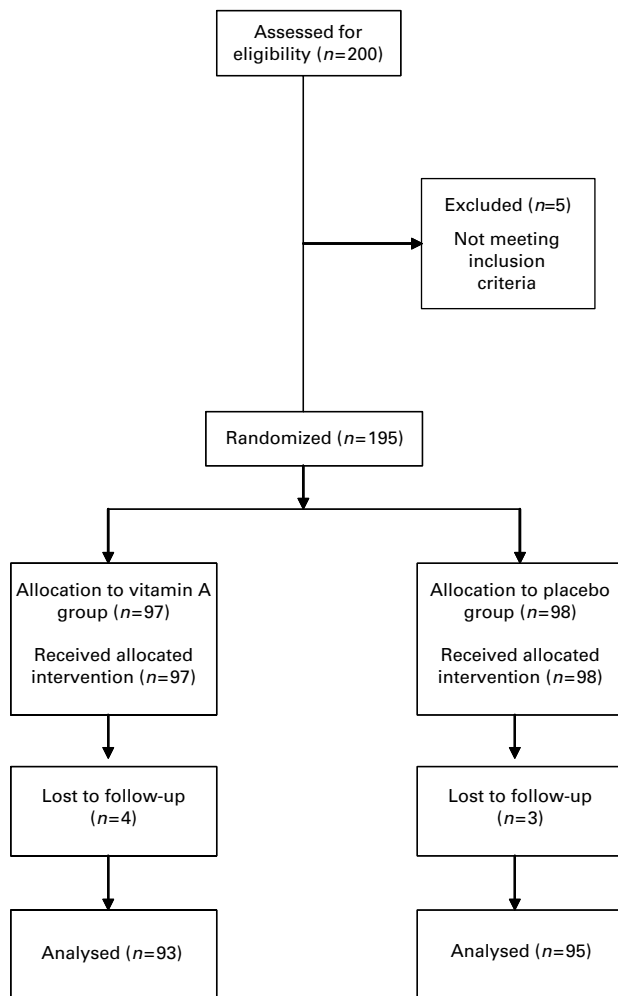 Assessed for
eligibility (n=200)
Excluded (n=5)
Not meeting
inclusion
criteria
Randomized (n=195)
Allocation to vitamin A
group (n=97)
Received allocated
intervention (n=97)
Allocation to placebo
group (n=98)
Received allocated
intervention (n=98)
Lost to follow-up
(n=4)
Lost to follow-up
(n=3)
Analysed (n=93)
Analysed (n=95)